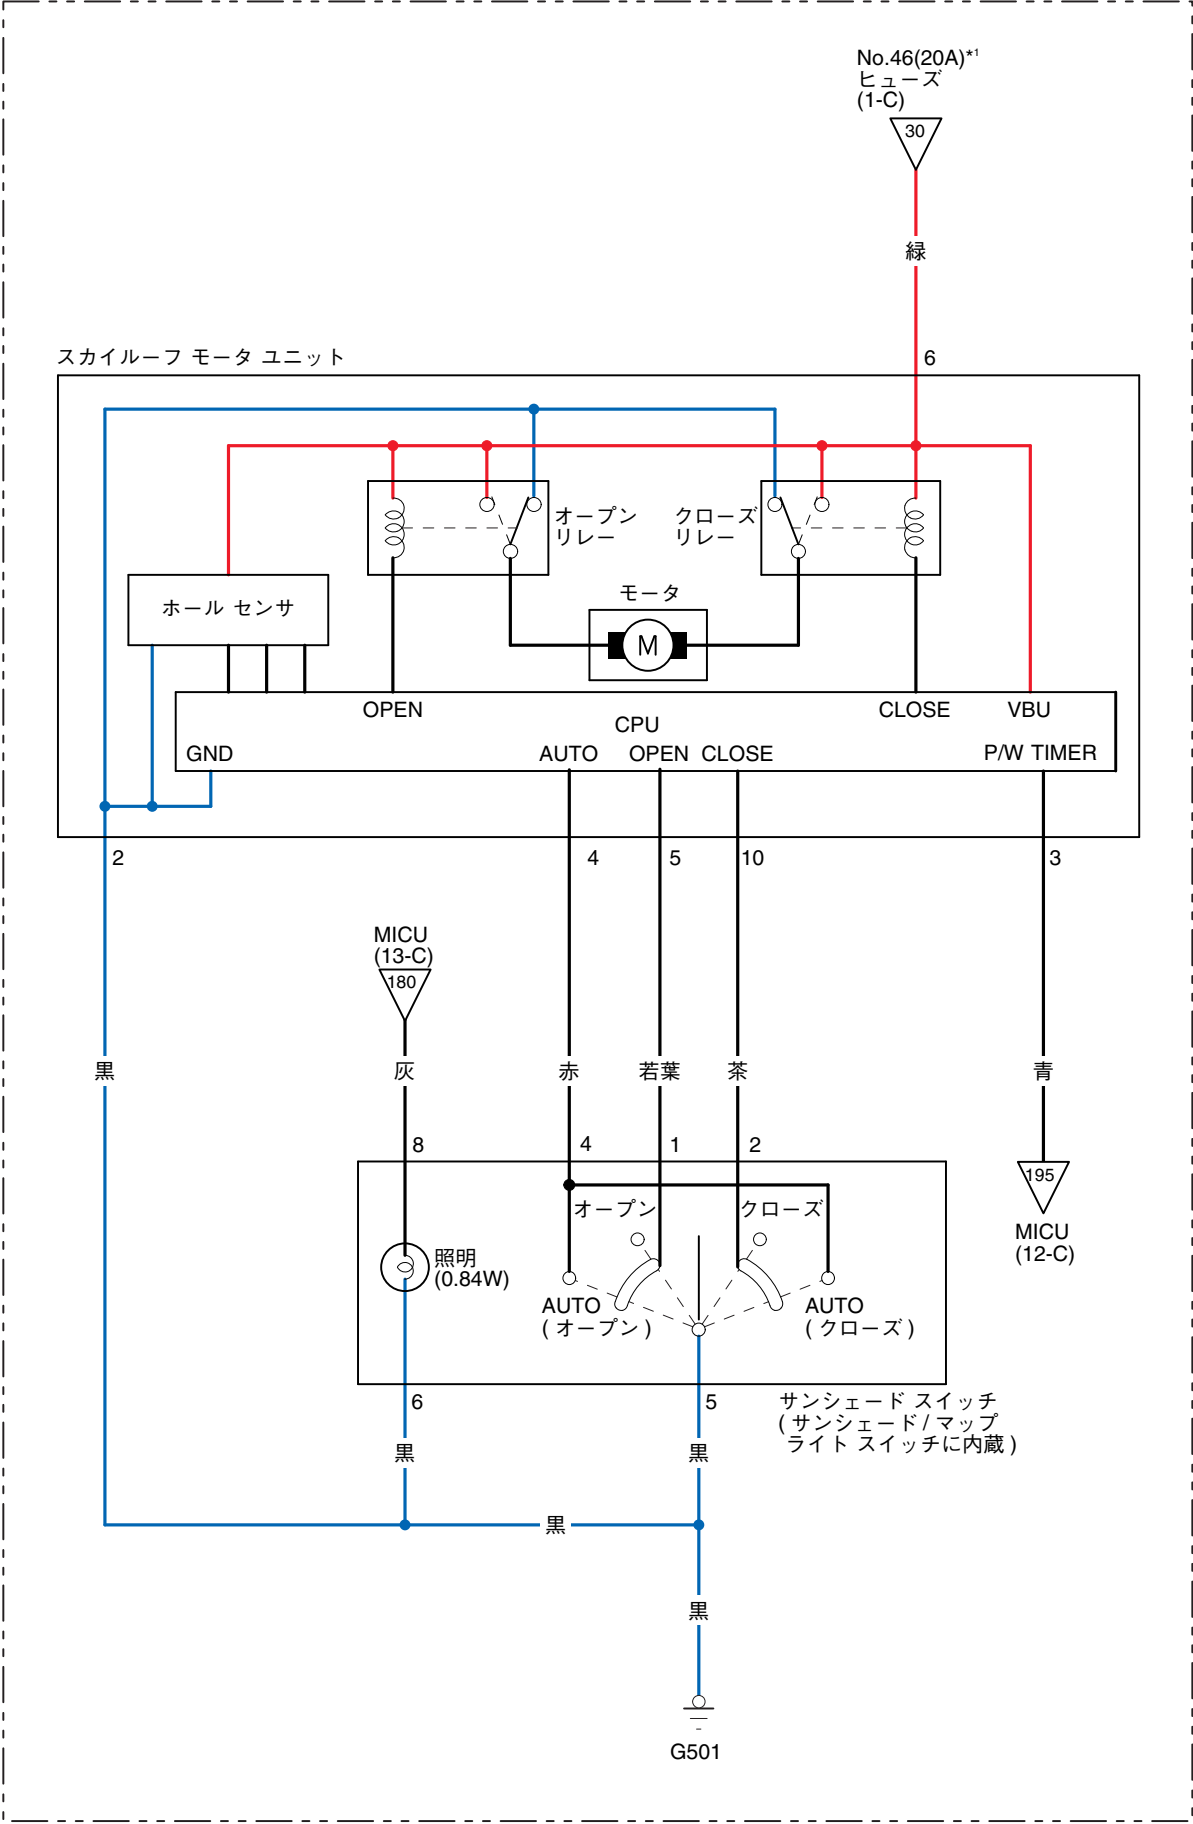 No.46(20A)*1
ヒューズ
(1-C)
30
緑
スカイルーフ モータ ユニット
6
オープン
リレー
クローズ
リレー
モータ
M
ホール センサ
OPEN
CLOSE
VBU
CPU
GND
AUTO
OPEN
CLOSE
P/W TIMER
2
4
5
10
3
MICU
(13-C)
180
黒
灰
赤
若葉
茶
青
8
4
1
2
195
MICU
(12-C)
オープン
クローズ
照明
(0.84W)
AUTO
(オープン)
AUTO
(クローズ)
6
5
サンシェード スイッチ
(サンシェード/マップ
ライト スイッチに内蔵)
黒
黒
黒
黒
G501